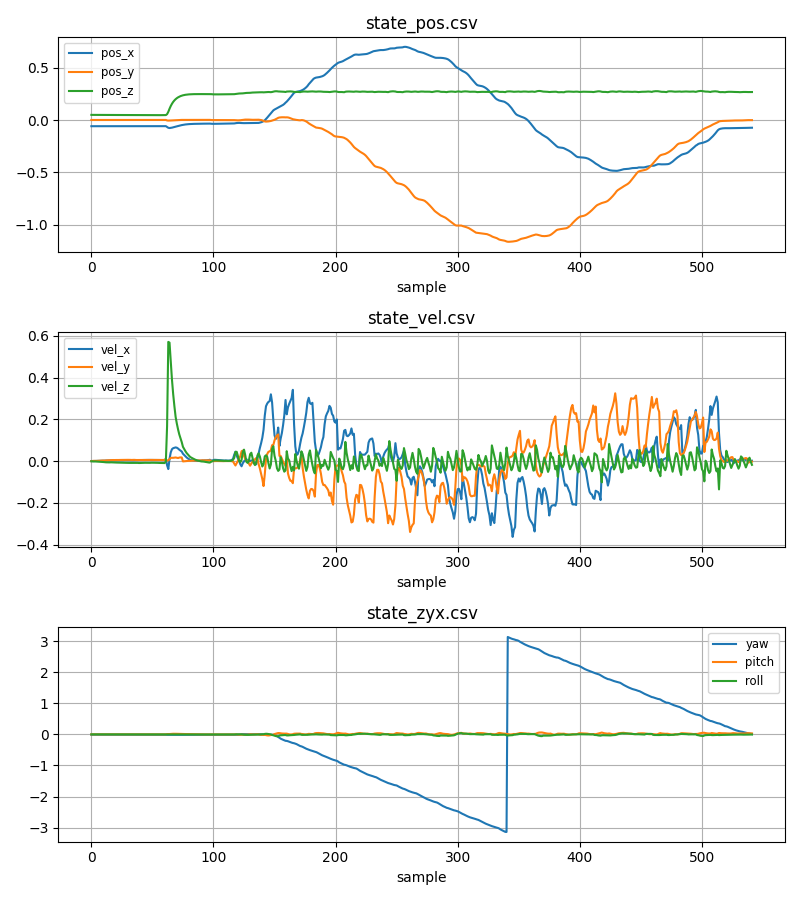 state_pos.csv
pos_x
pos_y
pos_z
0.5
0.0
−0.5
−1.0
0 100 200 300 400 500
sample
state_vel.csv
vel_x
vel_y
vel_z
0.6
0.4
0.2
0.0
−0.2
−0.4
0 100 200 300 400 500
sample
state_zyx.csv
yaw
pitch
roll
3
2
1
0
−1
−2
−3
0 100 200 300 400 500
sample